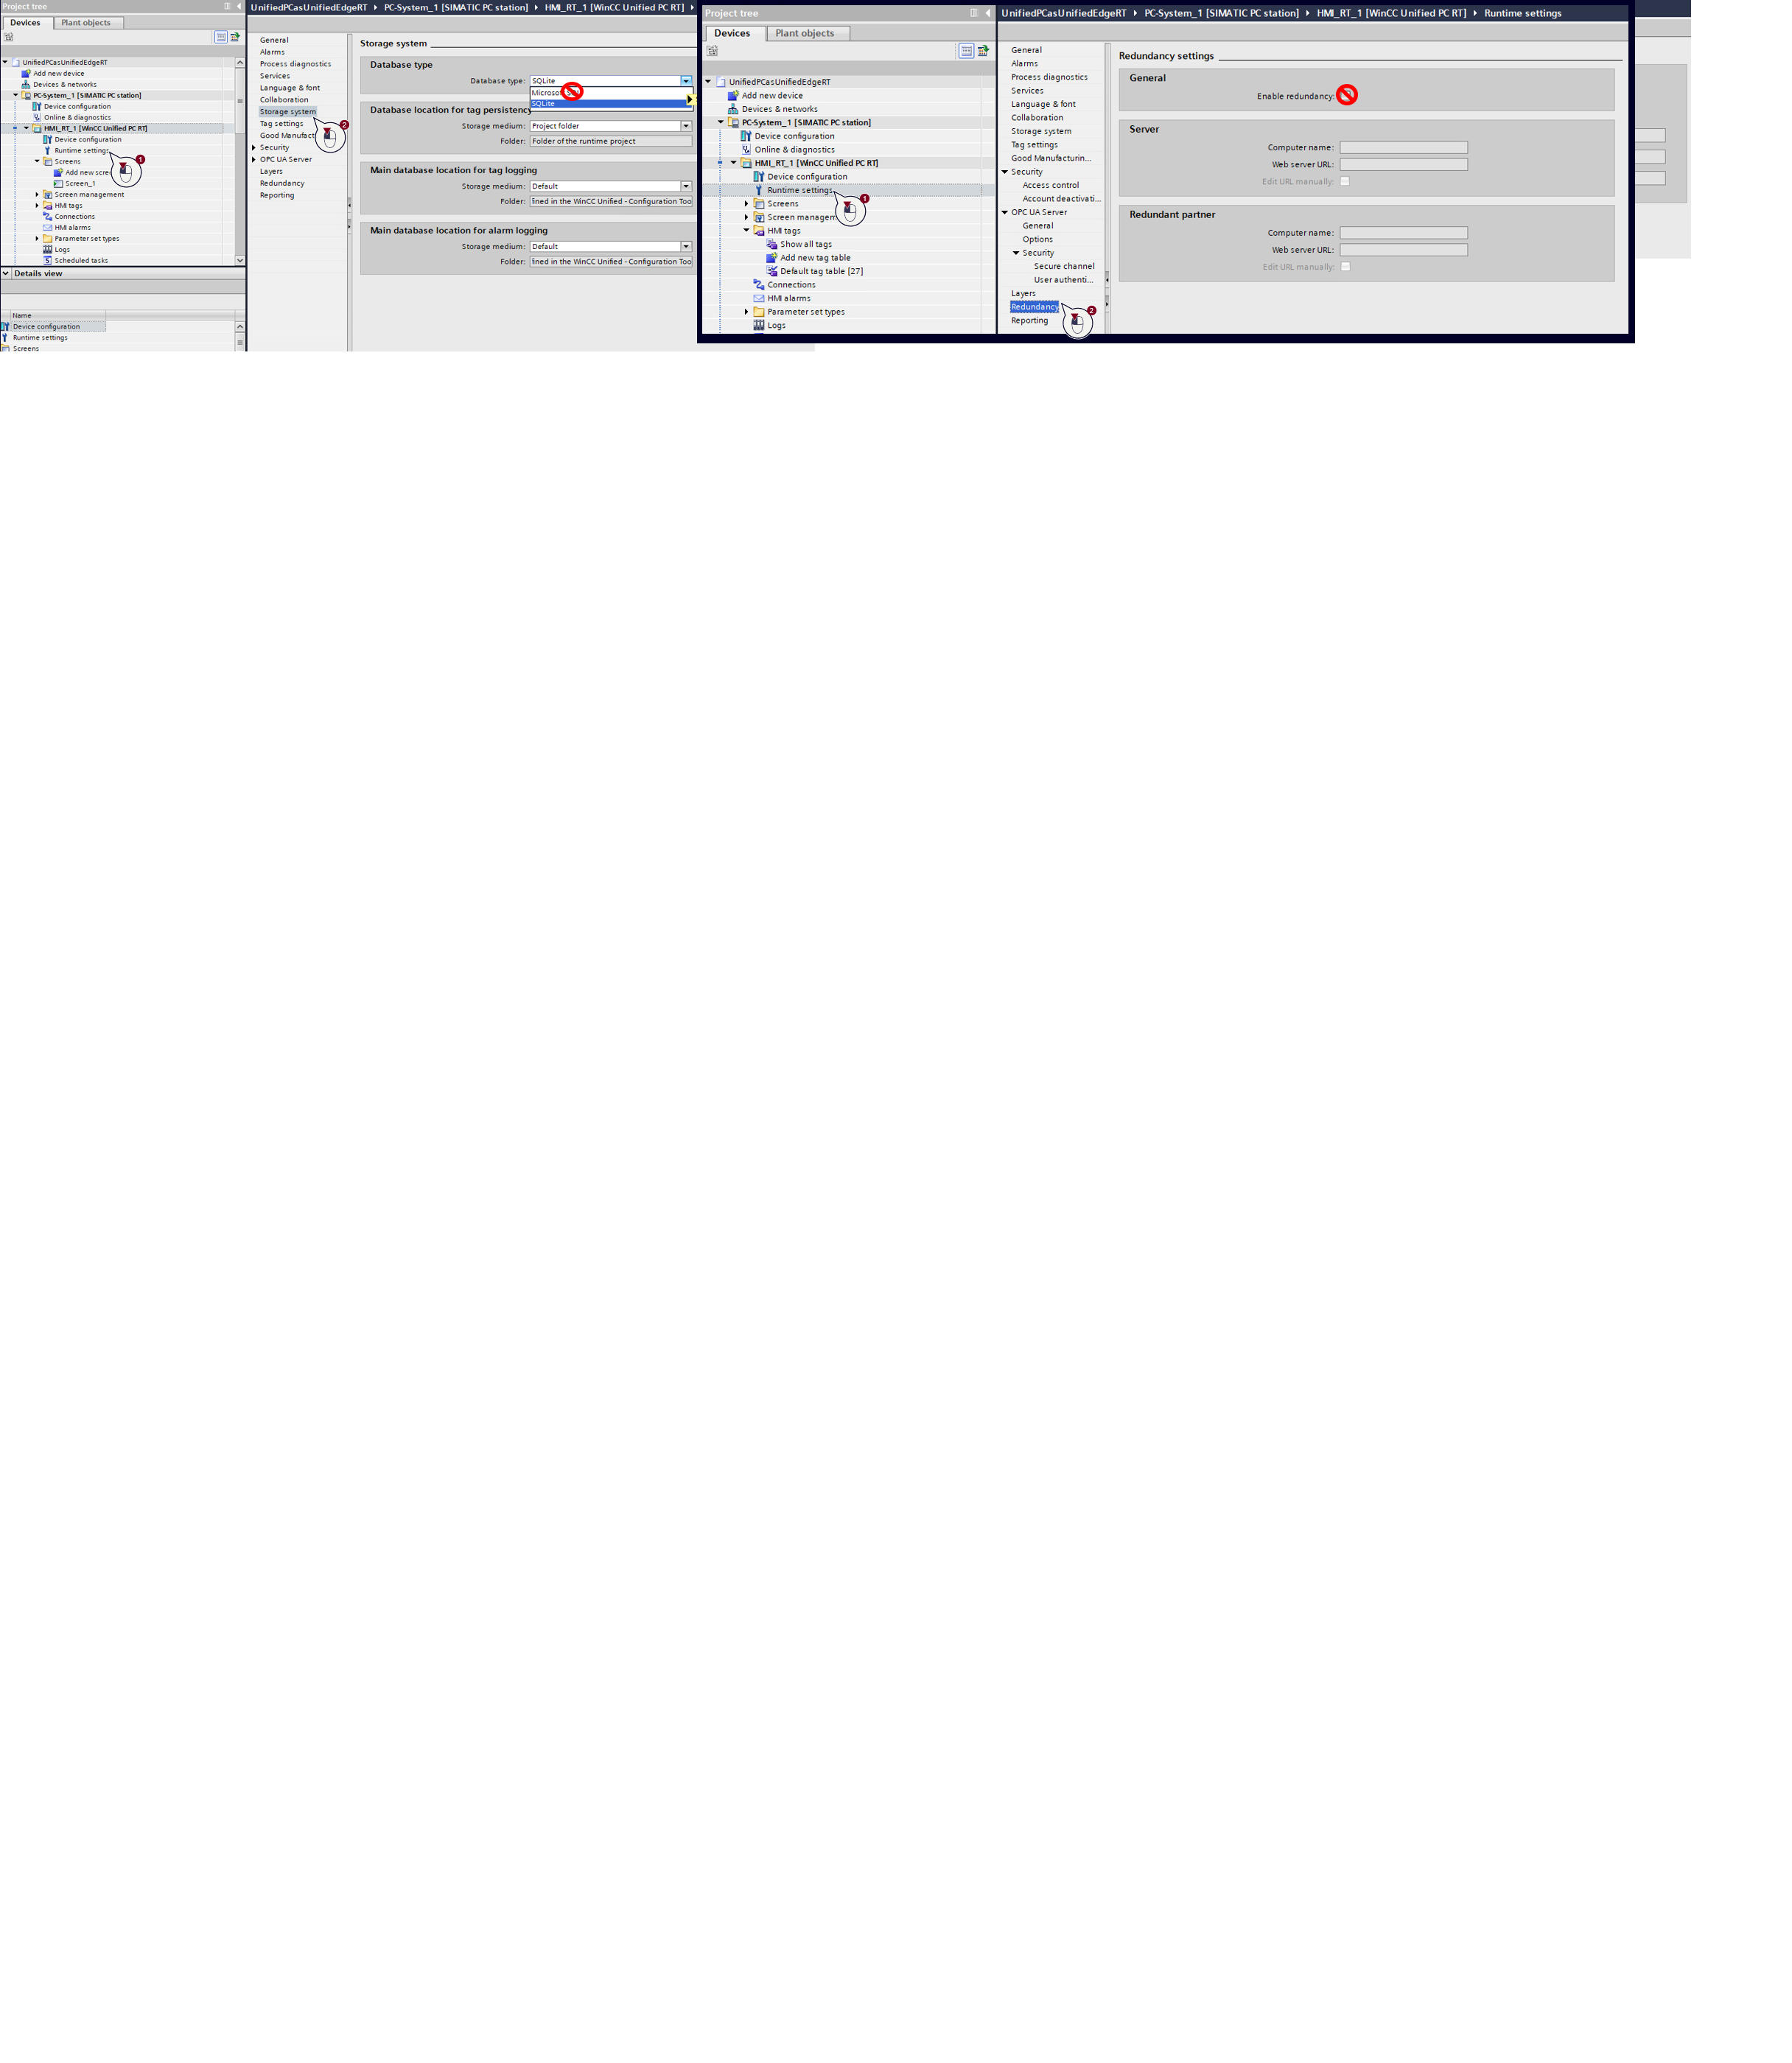 Project tree
Devices
Plant objects
UnifiedPCasUnifiedEdgeRT
Add new device
Devices & networks
PC-System_1 [SIMATIC PC station]
Device configuration
Online & diagnostics
HMI_RT_1 [WinCC Unified PC RT]
Device configuration
Runtime settings
1
Screens
Add new scre
Screen_1
Screen management
HMI tags
Connections
HMI alarms
Parameter set types
Logs
Scheduled tasks
Details view
Name
Device configuration
Runtime settings
Screens
UnifiedPCasUnifiedEdgeRT
PC-System_1 [SIMATIC PC station]
HMI_RT_1 [WinCC Unified PC RT]
General
Alarms
Process diagnostics
Services
Language & font
Collaboration
Storage system
2
Tag settings
Good Manufact
Security
OPC UA Server
Layers
Redundancy
Reporting
Storage system
Database type
Database type: SQLite
SQLite
Database location for tag persistency
Storage medium: Project folder
Folder: Folder of the runtime project
Main database location for tag logging
Storage medium: Default
Folder: lined in the WinCC Unified - Configuration Too
Main database location for alarm logging
Storage medium: Default
Folder: lined in the WinCC Unified - Configuration Too
Project tree
Devices
Plant objects
UnifiedPCasUnifiedEdgeRT
Add new device
Devices & networks
PC-System_1 [SIMATIC PC station]
Device configuration
Online & diagnostics
HMI_RT_1 [WinCC Unified PC RT]
Device configuration
Runtime settings
1
Screens
Screen managem
HMI tags
Show all tags
Add new tag table
Default tag table [27]
Connections
HMI alarms
Parameter set types
Logs
UnifiedPCasUnifiedEdgeRT
PC-System_1 [SIMATIC PC station]
HMI_RT_1 [WinCC Unified PC RT]
Runtime settings
General
Alarms
Process diagnostics
Services
Language & font
Collaboration
Storage system
Tag settings
Good Manufacturin...
Security
Access control
Account deactivati...
OPC UA Server
General
Options
Security
Secure channel
User authenti...
Layers
Redundancy
2
Reporting
Redundancy settings
General
Enable redundancy:
Server
Computer name:
Web server URL:
Edit URL manually:
Redundant partner
Computer name:
Web server URL:
Edit URL manually: